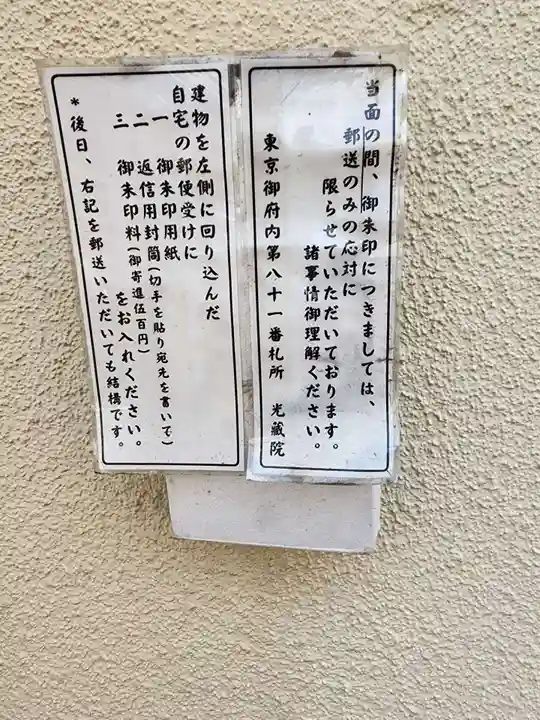 当面の間、御朱印につきましては、
郵送のみの応対に
限らせていただいております。
諸事情御理解ください。
東京御府内第八十一番札所 光蔵院
建物を左側に回り込んだ
自宅の郵便受けに
一 御朱印用紙
二 返信用封筒(切手を貼り宛先を書いて)
三 御朱印料(御寄進伍百円)
をお入れください。
*後日、右記を郵送いただいても結構です。